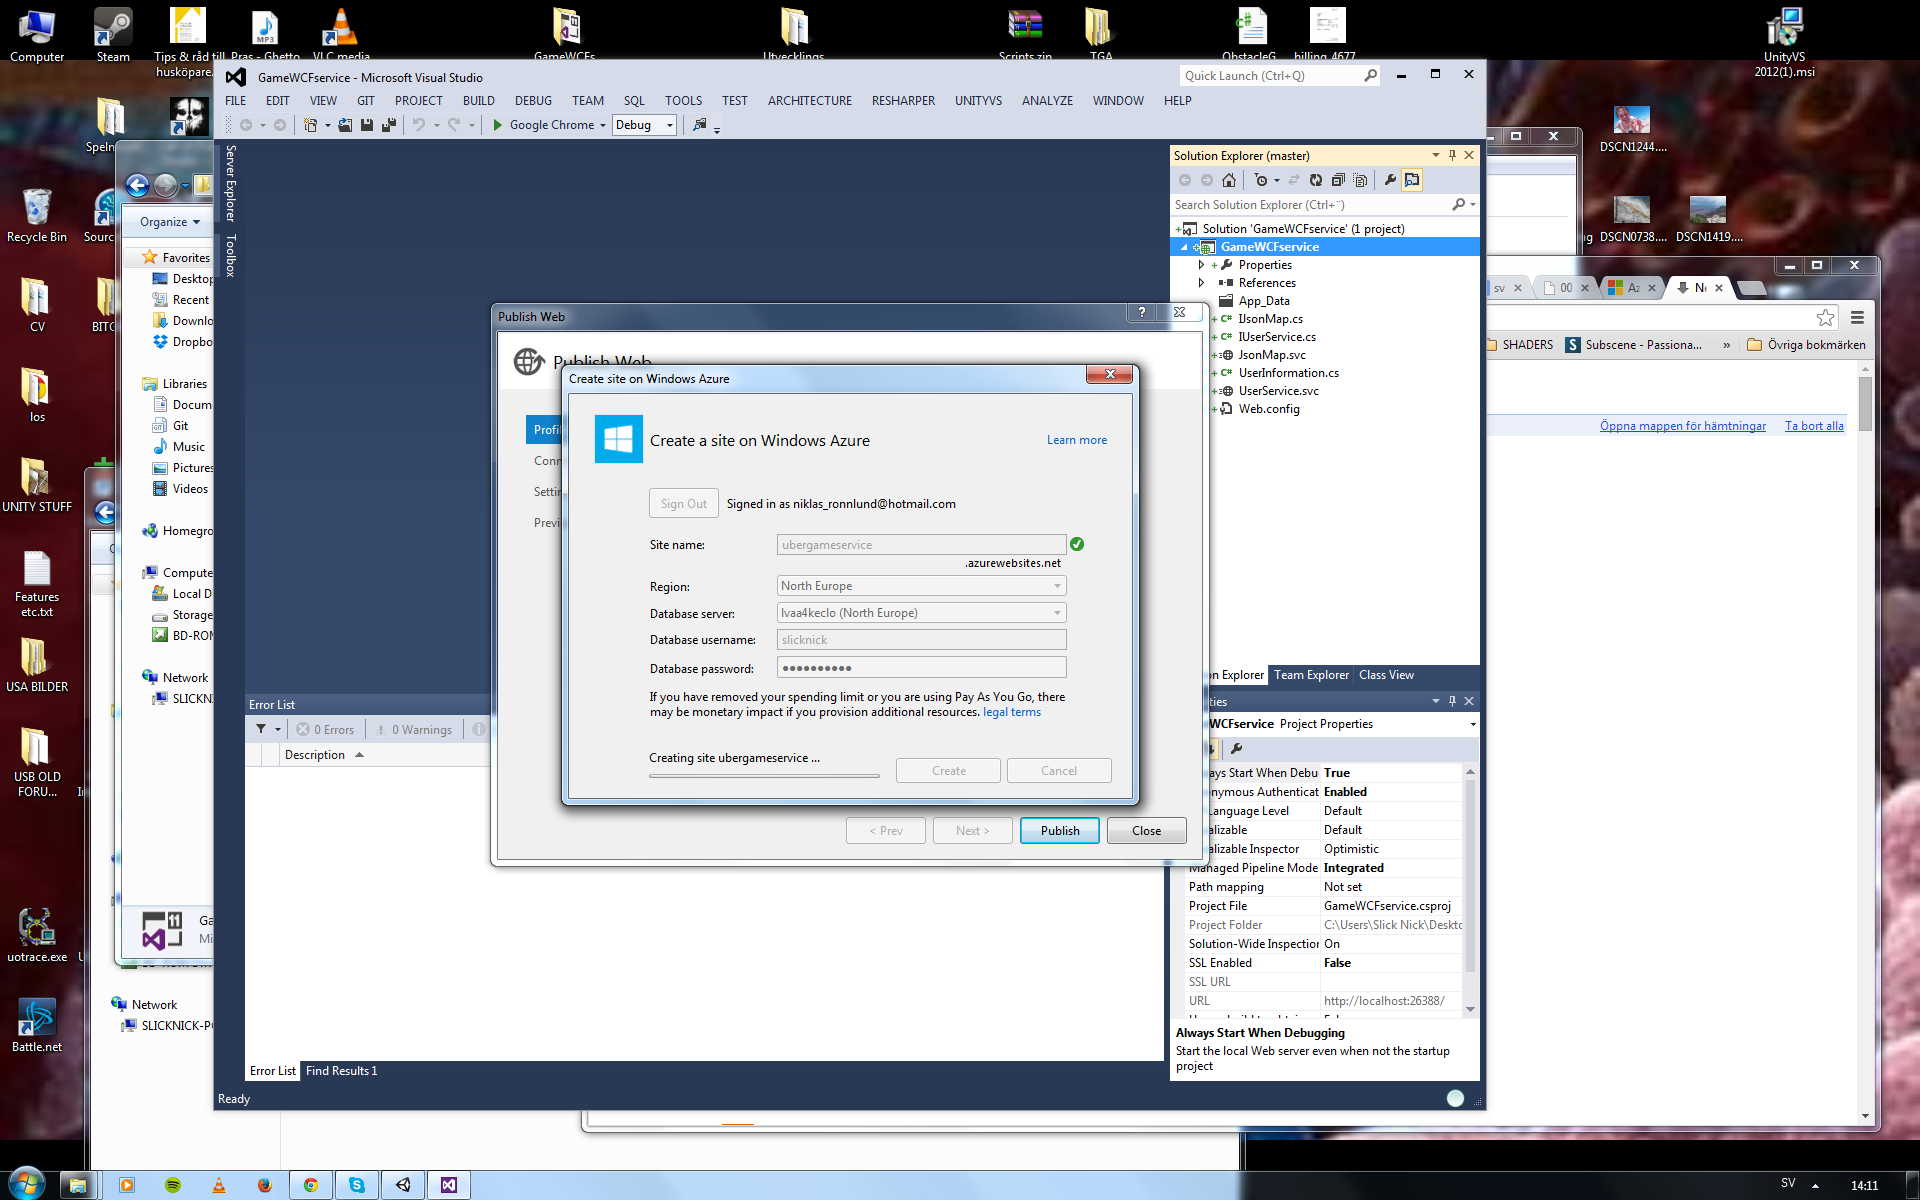 Computer
Steam
Tips & råd till
husköpare.
Pras - Ghetto
VLC media
GameWCFs
Utvecklings
Scripts.zip
TGA
ObstacleG
billing_4677
UnityVS
2012(1).msi
GameWCFservice - Microsoft Visual Studio
Quick Launch (Ctrl+Q)
FILE EDIT VIEW GIT PROJECT BUILD DEBUG TEAM SQL TOOLS TEST ARCHITECTURE RESHARPER UNITYVS ANALYZE WINDOW HELP
Google Chrome
Debug
Server Explorer
Toolbox
Solution Explorer (master)
Search Solution Explorer (Ctrl+¨)
Solution 'GameWCFservice' (1 project)
GameWCFservice
Properties
References
App_Data
IJsonMap.cs
IUserService.cs
JsonMap.svc
UserInformation.cs
UserService.svc
Web.config
DSCN1244....
DSCN0738....
DSCN1419....
Recycle Bin
Sourc
CV
BITC
Ios
UNITY STUFF
Features
etc.txt
USA BILDER
USB OLD
FORU...
uotrace.exe
Battle.net
Organize
Favorites
Desktop
Recent
Downlo
Dropbo
Libraries
Docum
Git
Music
Pictures
Videos
Homegro
Compute
Local D
Storage
BD-ROM
Network
SLICKN
Ga
Mi
Network
SLICKNICK-P
Publish Web
Publish Web
Profi
Conn
Settin
Previ
Create site on Windows Azure
Create a site on Windows Azure
Learn more
Sign Out
Signed in as niklas_ronnlund@hotmail.com
Site name:
ubergameservice
.azurewebsites.net
Region:
North Europe
Database server:
lvaa4keclo (North Europe)
Database username:
slicknick
Database password:
●●●●●●●●●●
If you have removed your spending limit or you are using Pay As You Go, there
may be monetary impact if you provision additional resources. legal terms
Creating site ubergameservice ...
Create
Cancel
< Prev
Next >
Publish
Close
Error List
0 Errors
0 Warnings
Description
Error List
Find Results 1
Ready
n Explorer
Team Explorer
Class View
ties
WCFservice Project Properties
ays Start When Debu True
nymous Authenticat Enabled
Language Level Default
alizable Default
alizable Inspector Optimistic
Managed Pipeline Mode Integrated
Path mapping Not set
Project File GameWCFservice.csproj
Project Folder C:\Users\Slick Nick\Deskto
Solution-Wide Inspection On
SSL Enabled False
SSL URL
URL http://localhost:26388/
Always Start When Debugging
Start the local Web server even when not the startup
project
sv
00
Az
Ne
SHADERS
Subscene - Passiona...
»
Övriga bokmärken
Öppna mappen för hämtningar
Ta bort alla
SV
14:11